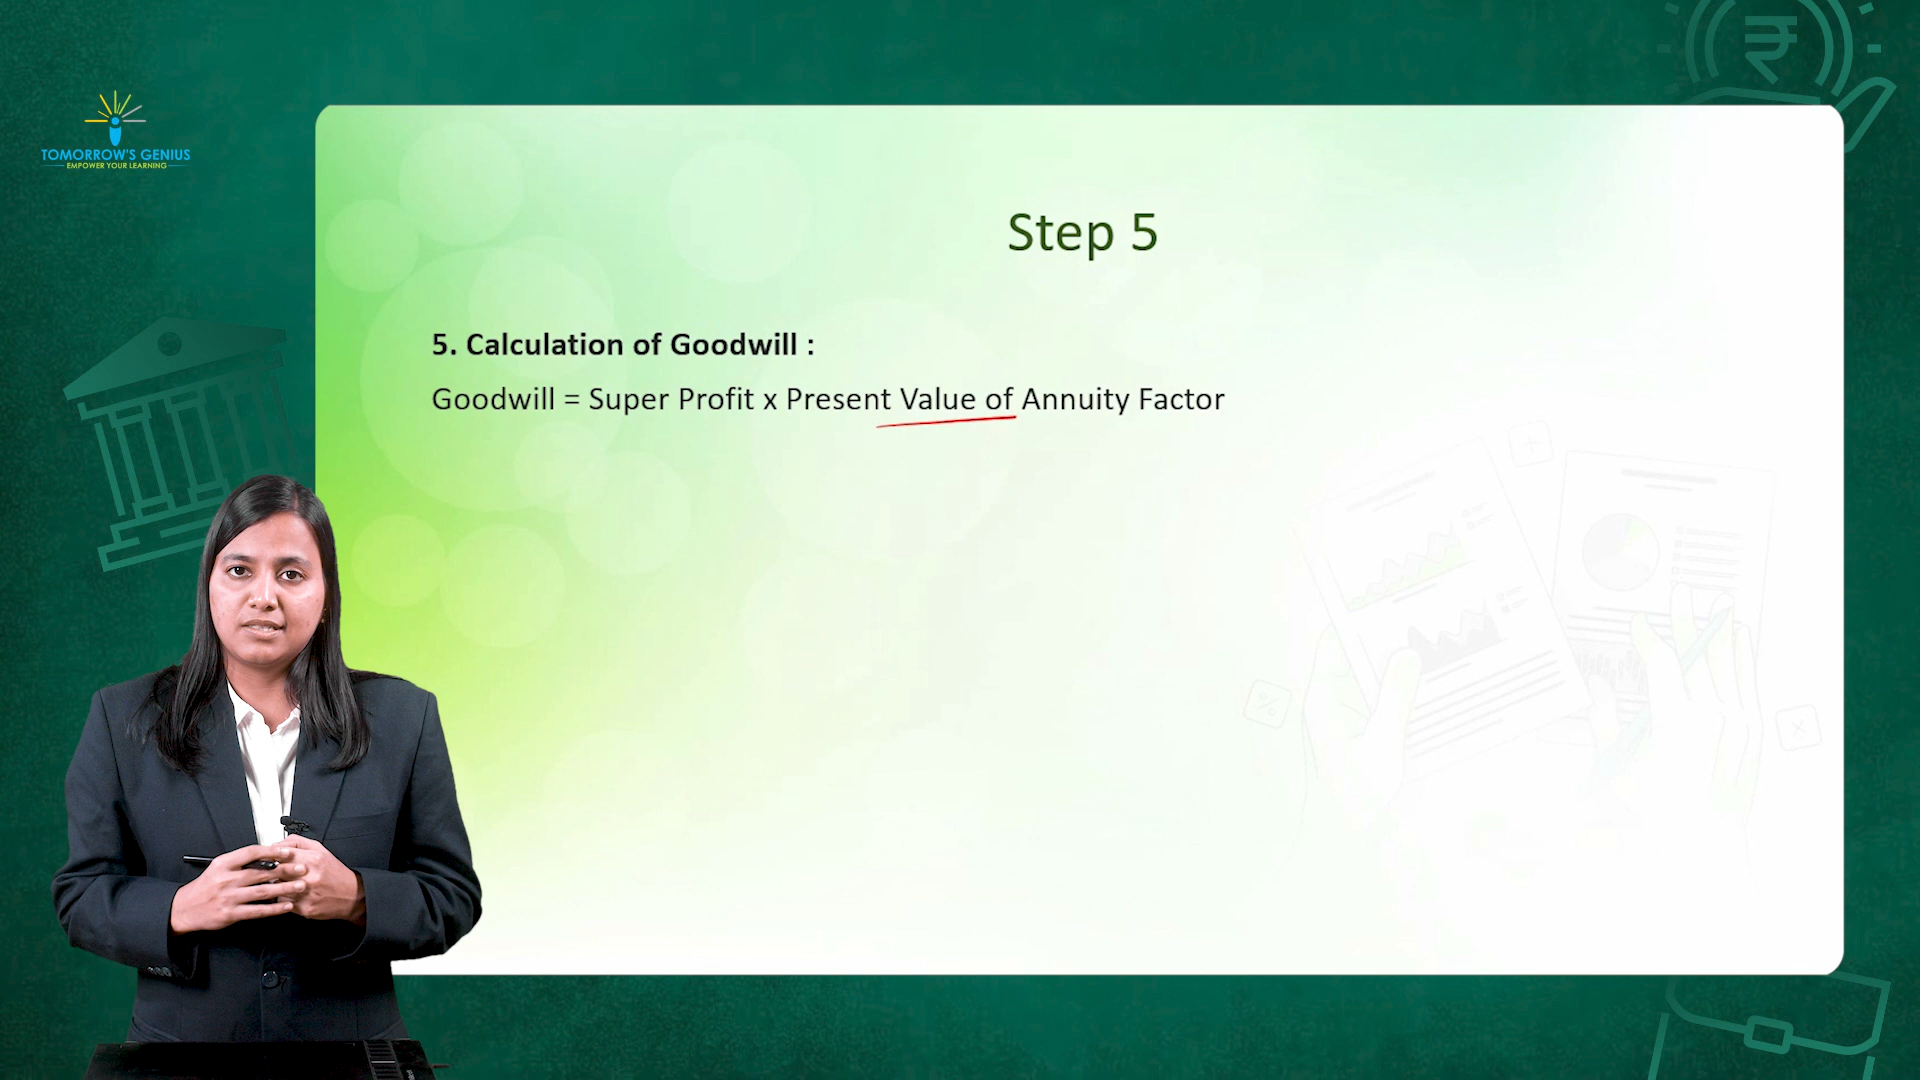 TOMORROW'S GENIUS
EMPOWER YOUR LEARNING
₹
Step 5
5. Calculation of Goodwill :
Goodwill = Super Profit x Present Value of Annuity Factor